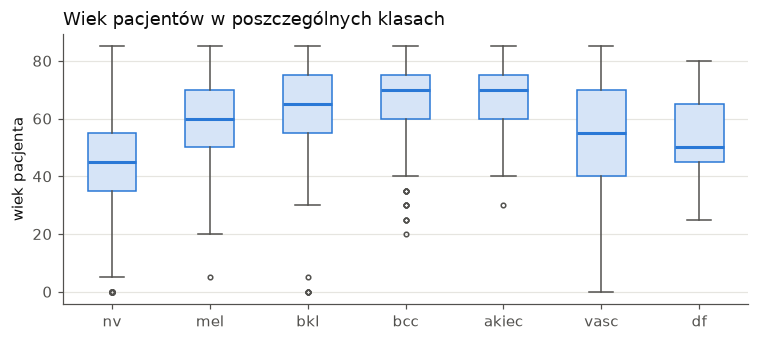 Wiek pacjentów w poszczególnych klasach
wiek pacjenta
80
60
40
20
0
nv mel bkl bcc akiec vasc df